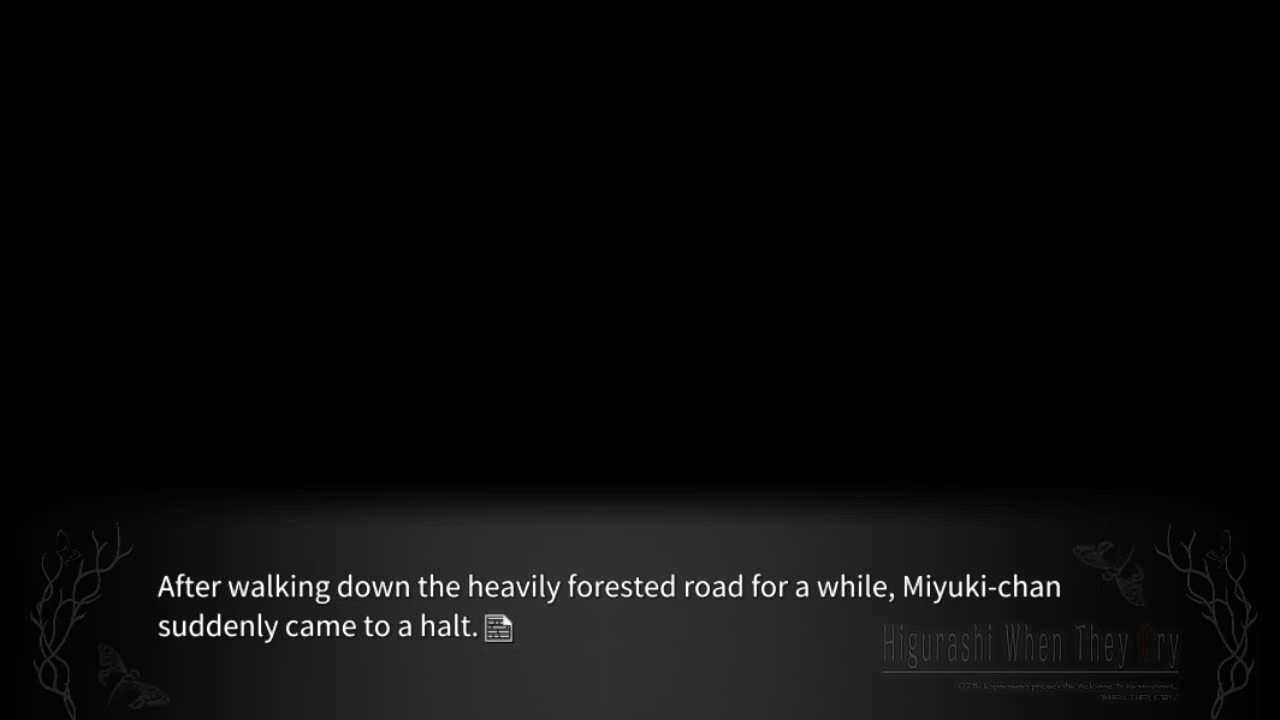 After walking down the heavily forested road for a while, Miyuki-chan
suddenly came to a halt.
Higurashi When They Cry